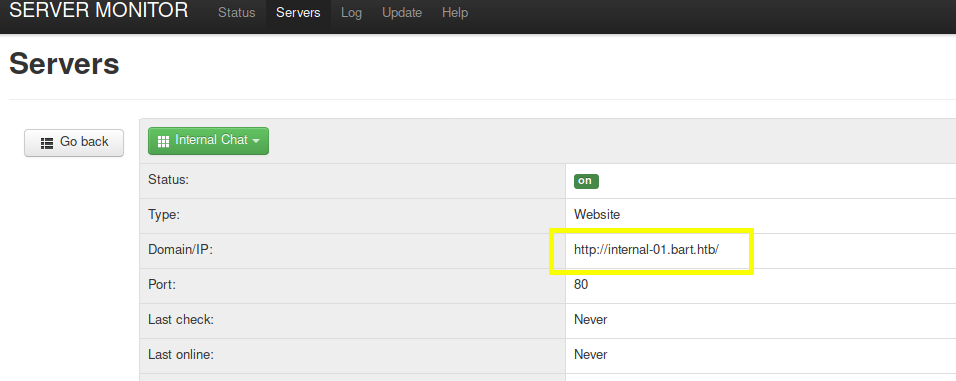 SERVER MONITOR Status Servers Log Update Help
Servers
Go back Internal Chat
Status: on
Type: Website
Domain/IP: http://internal-01.bart.htb/
Port: 80
Last check: Never
Last online: Never